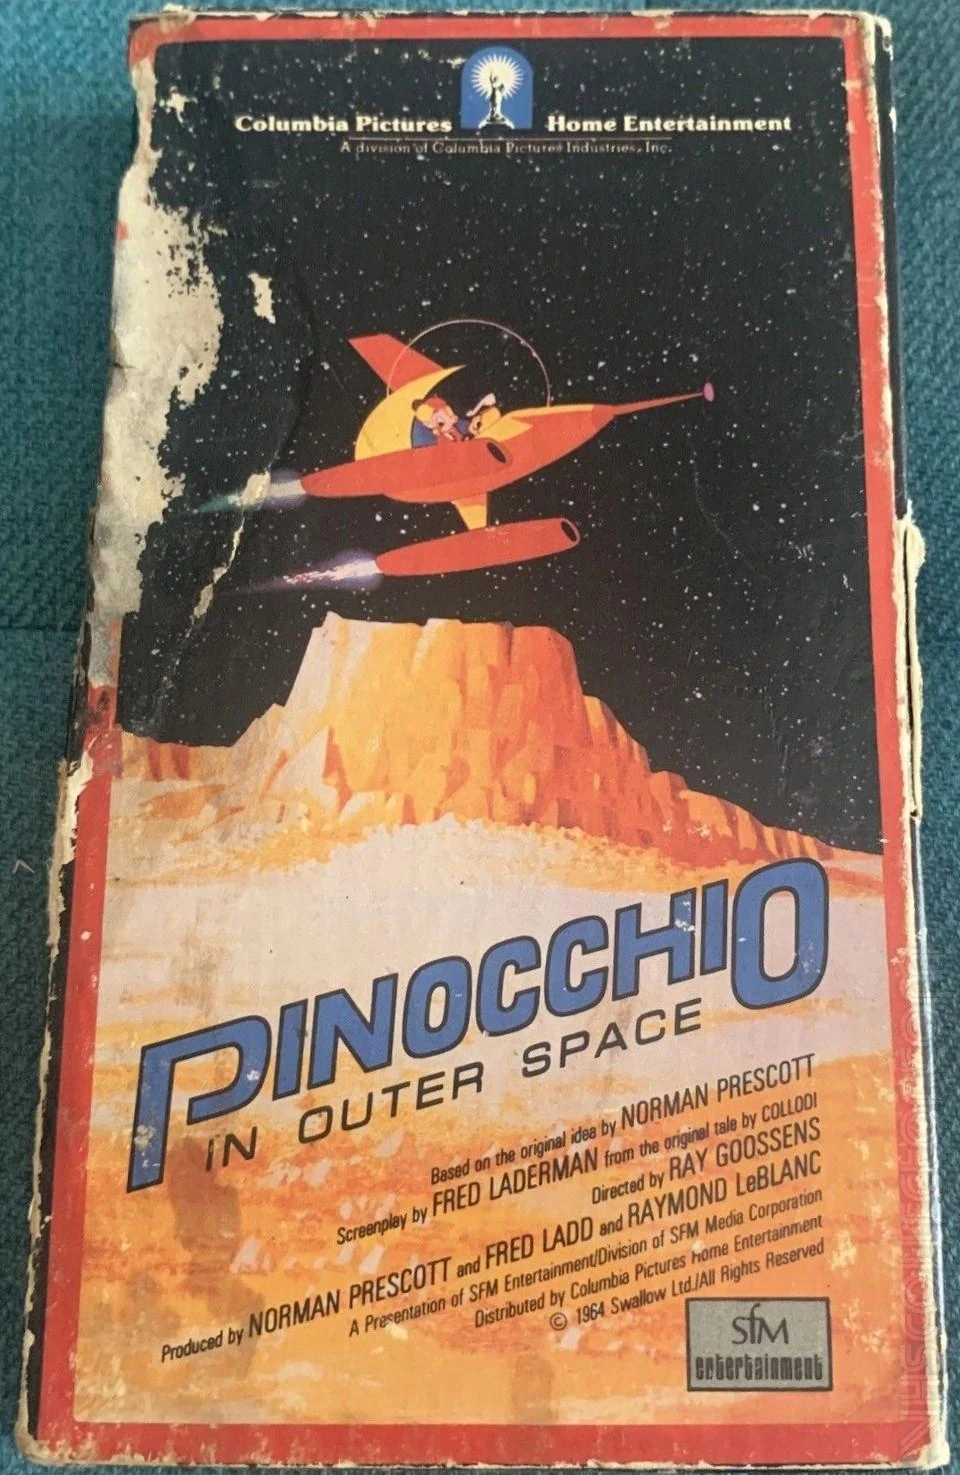 Columbia Pictures Home Entertainment
A division of Columbia Pictures Industries, Inc.
PINOCCHIO
IN OUTER SPACE
Based on the original idea by NORMAN PRESCOTT
Screenplay by FRED LADERMAN from the original tale by COLLODI
Directed by RAY GOOSSENS
Produced by NORMAN PRESCOTT and FRED LADD and RAYMOND LeBLANC
A Presentation of SFM Entertainment/Division of SFM Media Corporation
Distributed by Columbia Pictures Home Entertainment
© 1964 Swallow Ltd./All Rights Reserved
sfm
entertainment
VHSCOLLECTOR.COM